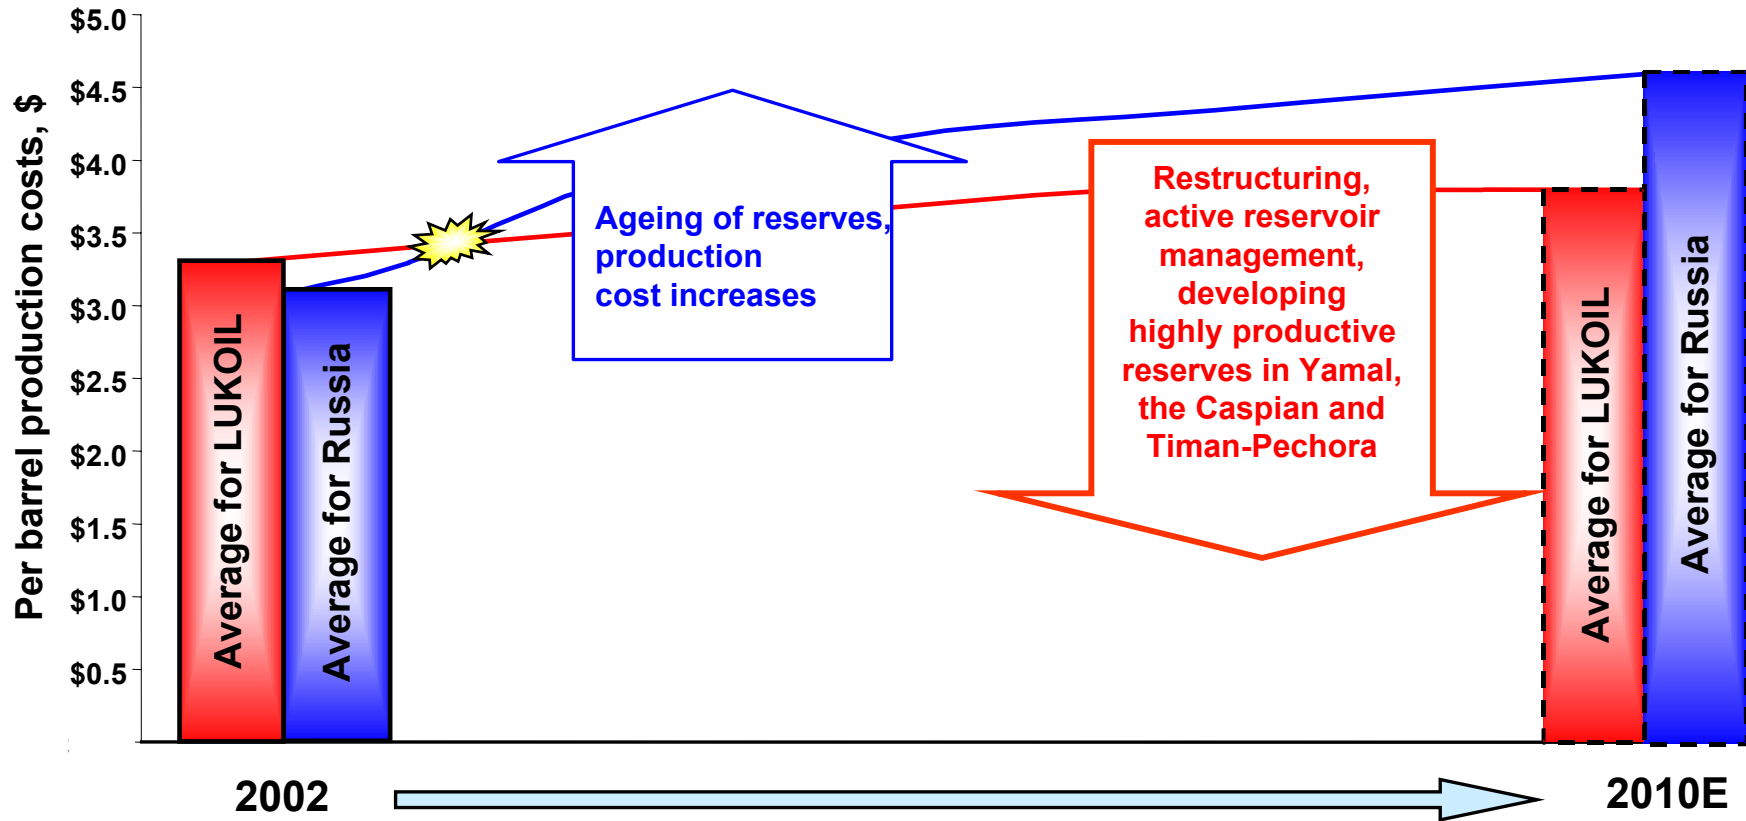 Per barrel production costs, $
$5.0
$4.5
$4.0
$3.5
$3.0
$2.5
$2.0
$1.5
$1.0
$0.5
Average for LUKOIL
Average for Russia
Ageing of reserves,
production
cost increases
Restructuring,
active reservoir
management,
developing
highly productive
reserves in Yamal,
the Caspian and
Timan-Pechora
Average for LUKOIL
Average for Russia
2002
2010E